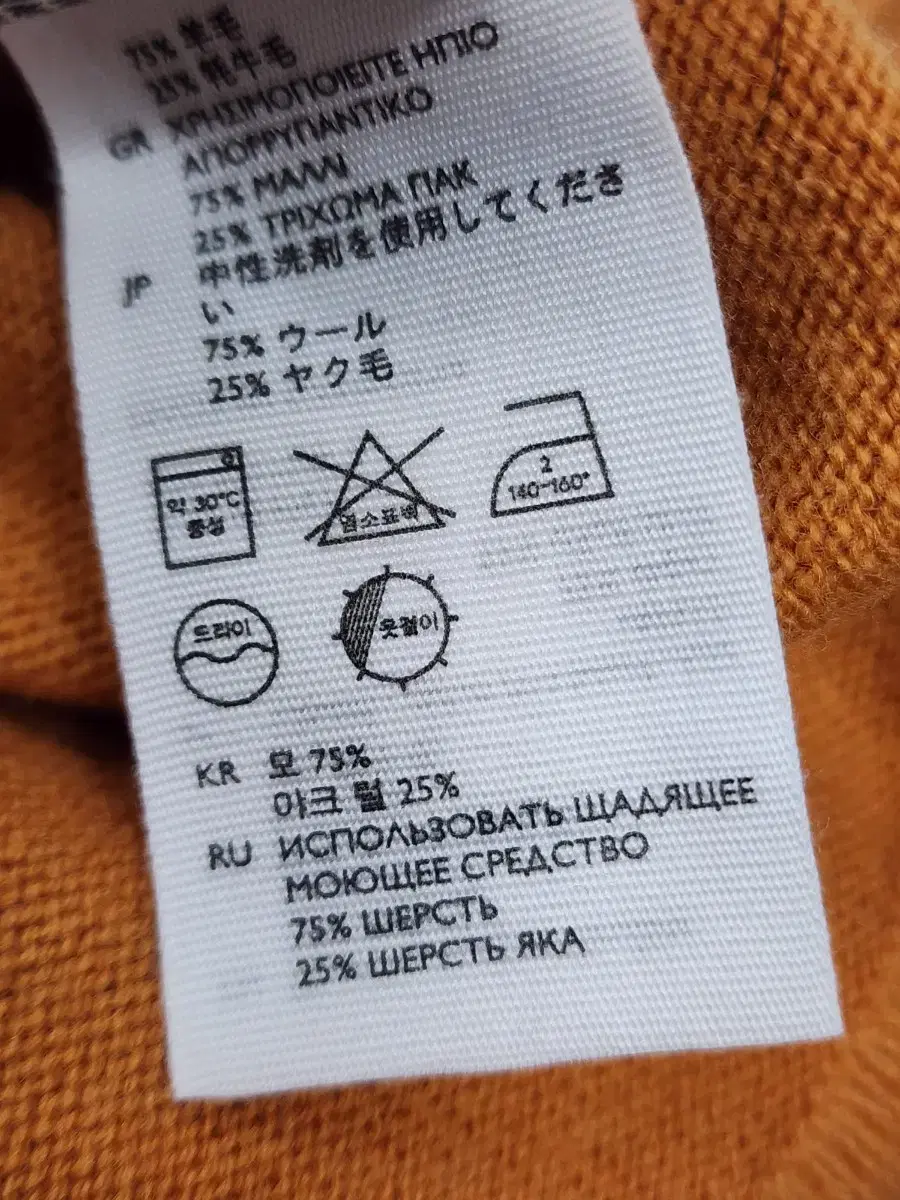 75% 羊毛
25% 牦牛毛
GR ΧΡΗΣΙΜΟΠΟΙΕΙΤΕ ΗΠΙΟ
ΑΠΟΡΡΥΠΑΝΤΙΚΟ
75% ΜΑΛΛΙ
25% ΤΡΙΧΩΜΑ ΓΙΑΚ
JP 中性洗剤を使用してくださ
い
75% ウール
25% ヤク毛
약 30°C
중성
염소표백
2
140~160°
드라이
옷걸이
KR 모 75%
야크 털 25%
RU ИСПОЛЬЗОВАТЬ ЩАДЯЩЕЕ
МОЮЩЕЕ СРЕДСТВО
75% ШЕРСТЬ
25% ШЕРСТЬ ЯКА